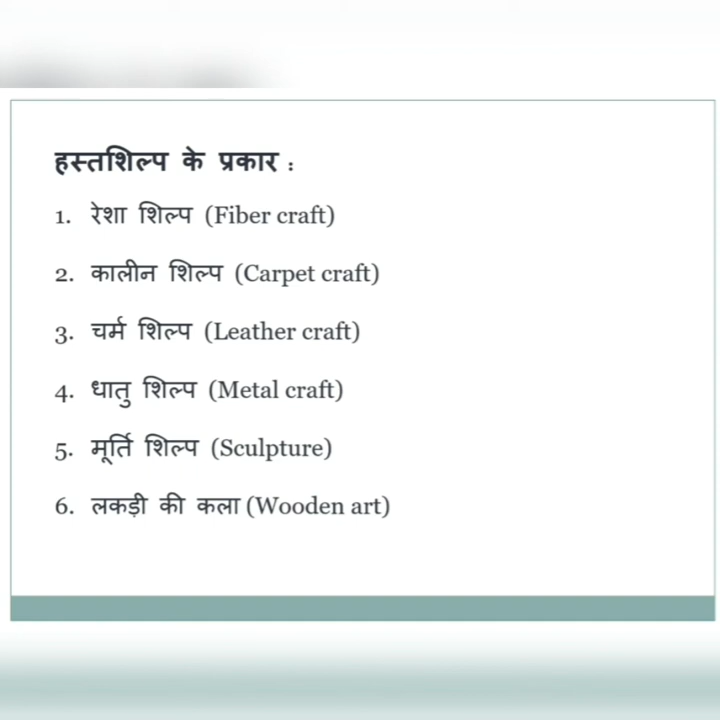 हस्तशिल्प के प्रकार :
1. रेशा शिल्प (Fiber craft)
2. कालीन शिल्प (Carpet craft)
3. चर्म शिल्प (Leather craft)
4. धातु शिल्प (Metal craft)
5. मूर्ति शिल्प (Sculpture)
6. लकड़ी की कला (Wooden art)